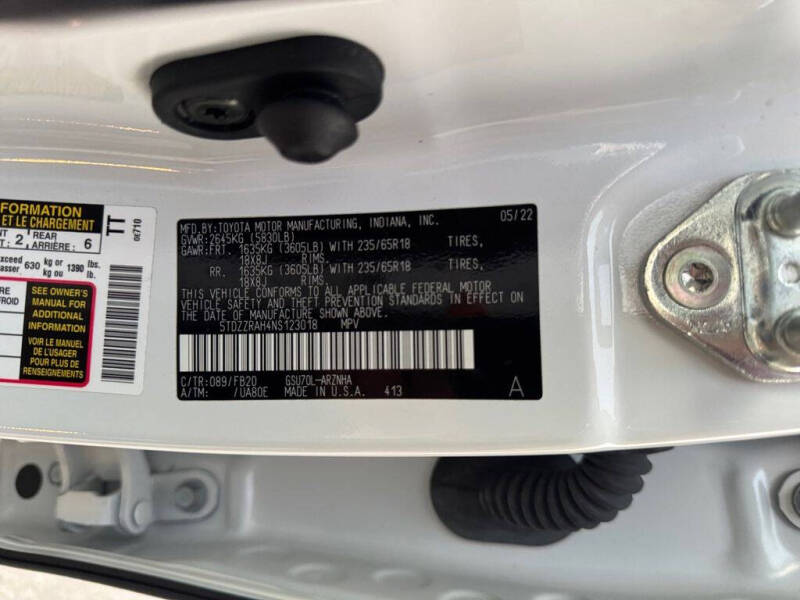 FORMATION
ET LE CHARGEMENT
T 2 REAR
ARRIÈRE: 6
exceed 630 kg or 1390 lbs.
asser kg ou lb.
RE
FROID
SEE OWNER'S
MANUAL FOR
ADDITIONAL
INFORMATION
VOIR LE MANUEL
DE L'USAGER
POUR PLUS DE
RENSEIGNEMENTS
TT
0E710
MFD.BY:TOYOTA MOTOR MANUFACTURING, INDIANA, INC. 05/22
GVWR:2645KG (5830LB)
GAWR:FRT. 1635KG (3605LB) WITH 235/65R18 TIRES,
18X8J RIMS
RR. 1635KG (3605LB) WITH 235/65R18 TIRES,
18X8J RIMS
THIS VEHICLE CONFORMS TO ALL APPLICABLE FEDERAL MOTOR
VEHICLE SAFETY AND THEFT PREVENTION STANDARDS IN EFFECT ON
THE DATE OF MANUFACTURE SHOWN ABOVE.
5TDZZRAH4NS123018 MPV
C/TR:089/FB20 GSU70L-ARZNHA
A/TM: /UA80E MADE IN U.S.A. 413 A